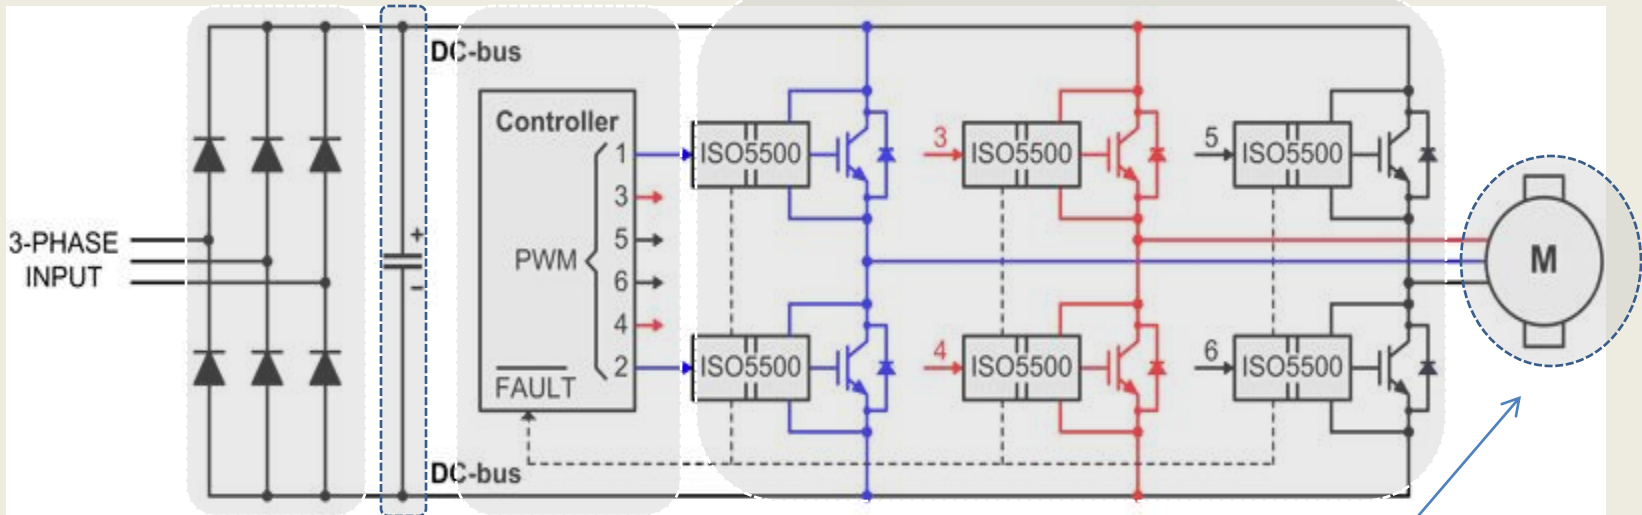 DC-bus
Controller
1
3
5
PWM
6
4
2
FAULT
3-PHASE
INPUT
+
−
ISO5500
3
ISO5500
5
ISO5500
ISO5500
4
ISO5500
6
ISO5500
M
DC-bus